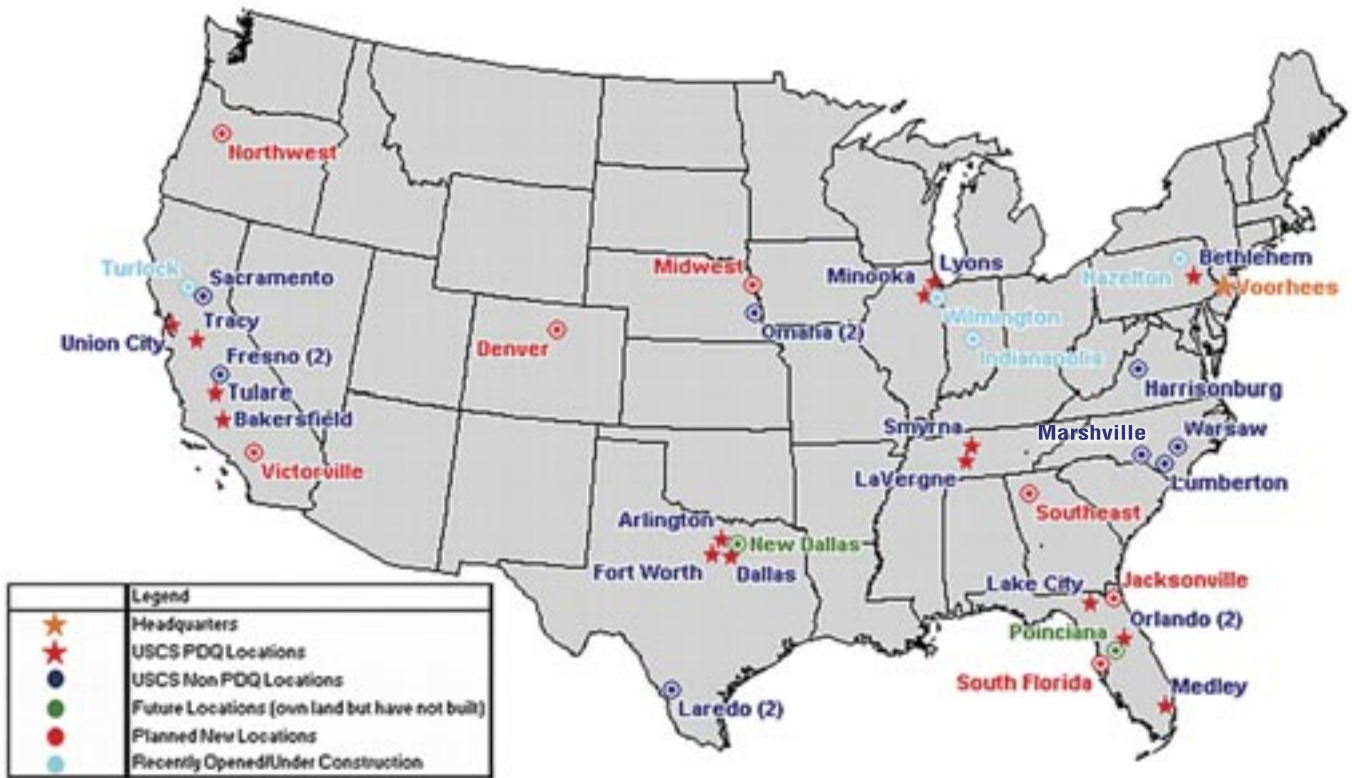 Northwest
Turlock
Sacramento
Tracy
Union City
Fresno (2)
Tulare
Bakersfield
Victorville
Denver
Midwest
Omaha (2)
Minooka
Lyons
Wilmington
Indianapolis
Hazelton
Bethlehem
Voorhees
Harrisonburg
Smyrna
LaVergne
Marshville
Warsaw
Lumberton
Southeast
Arlington
New Dallas
Fort Worth
Dallas
Laredo (2)
Lake City
Jacksonville
Orlando (2)
Poinciana
South Florida
Medley
Legend
Headquarters
USCS PDQ Locations
USCS Non PDQ Locations
Future Locations (own land but have not built)
Planned New Locations
Recently Opened/Under Construction